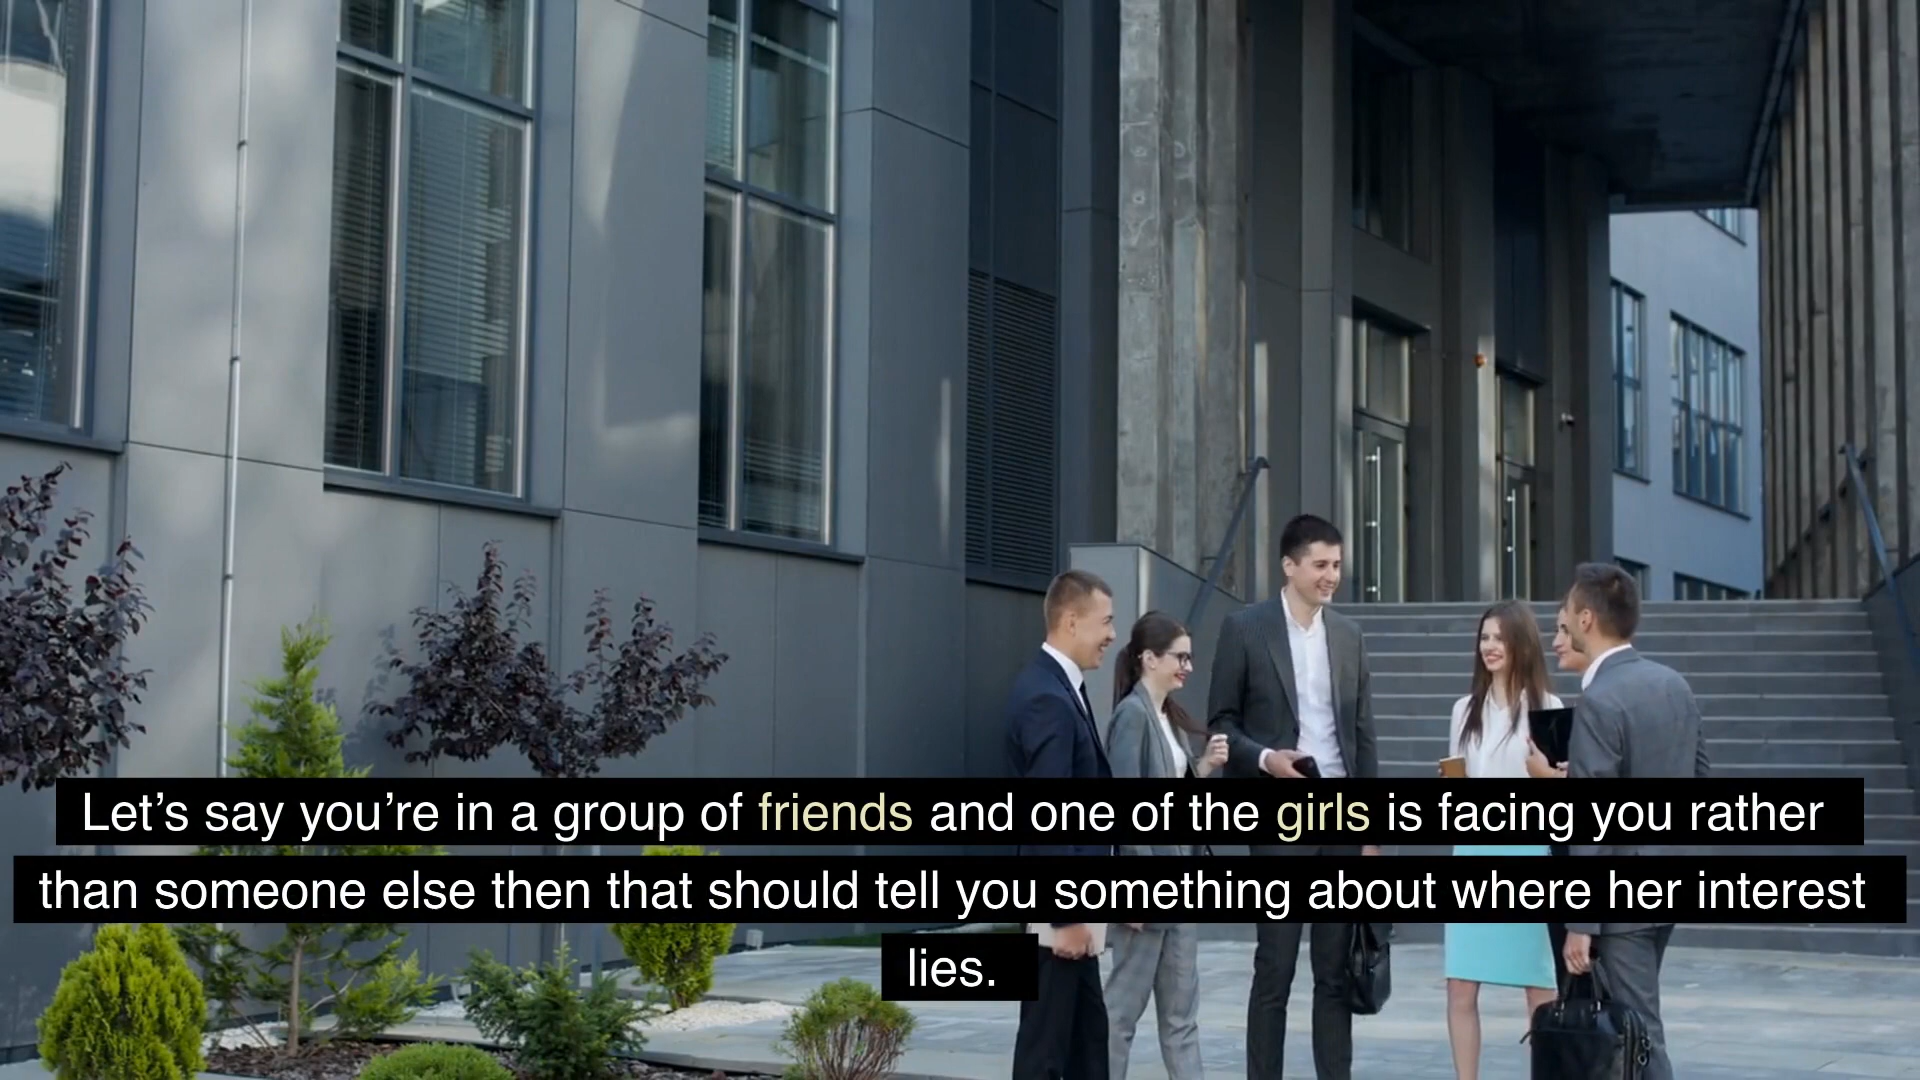 Let’s say you’re in a group of friends and one of the girls is facing you rather
than someone else then that should tell you something about where her interest
lies.